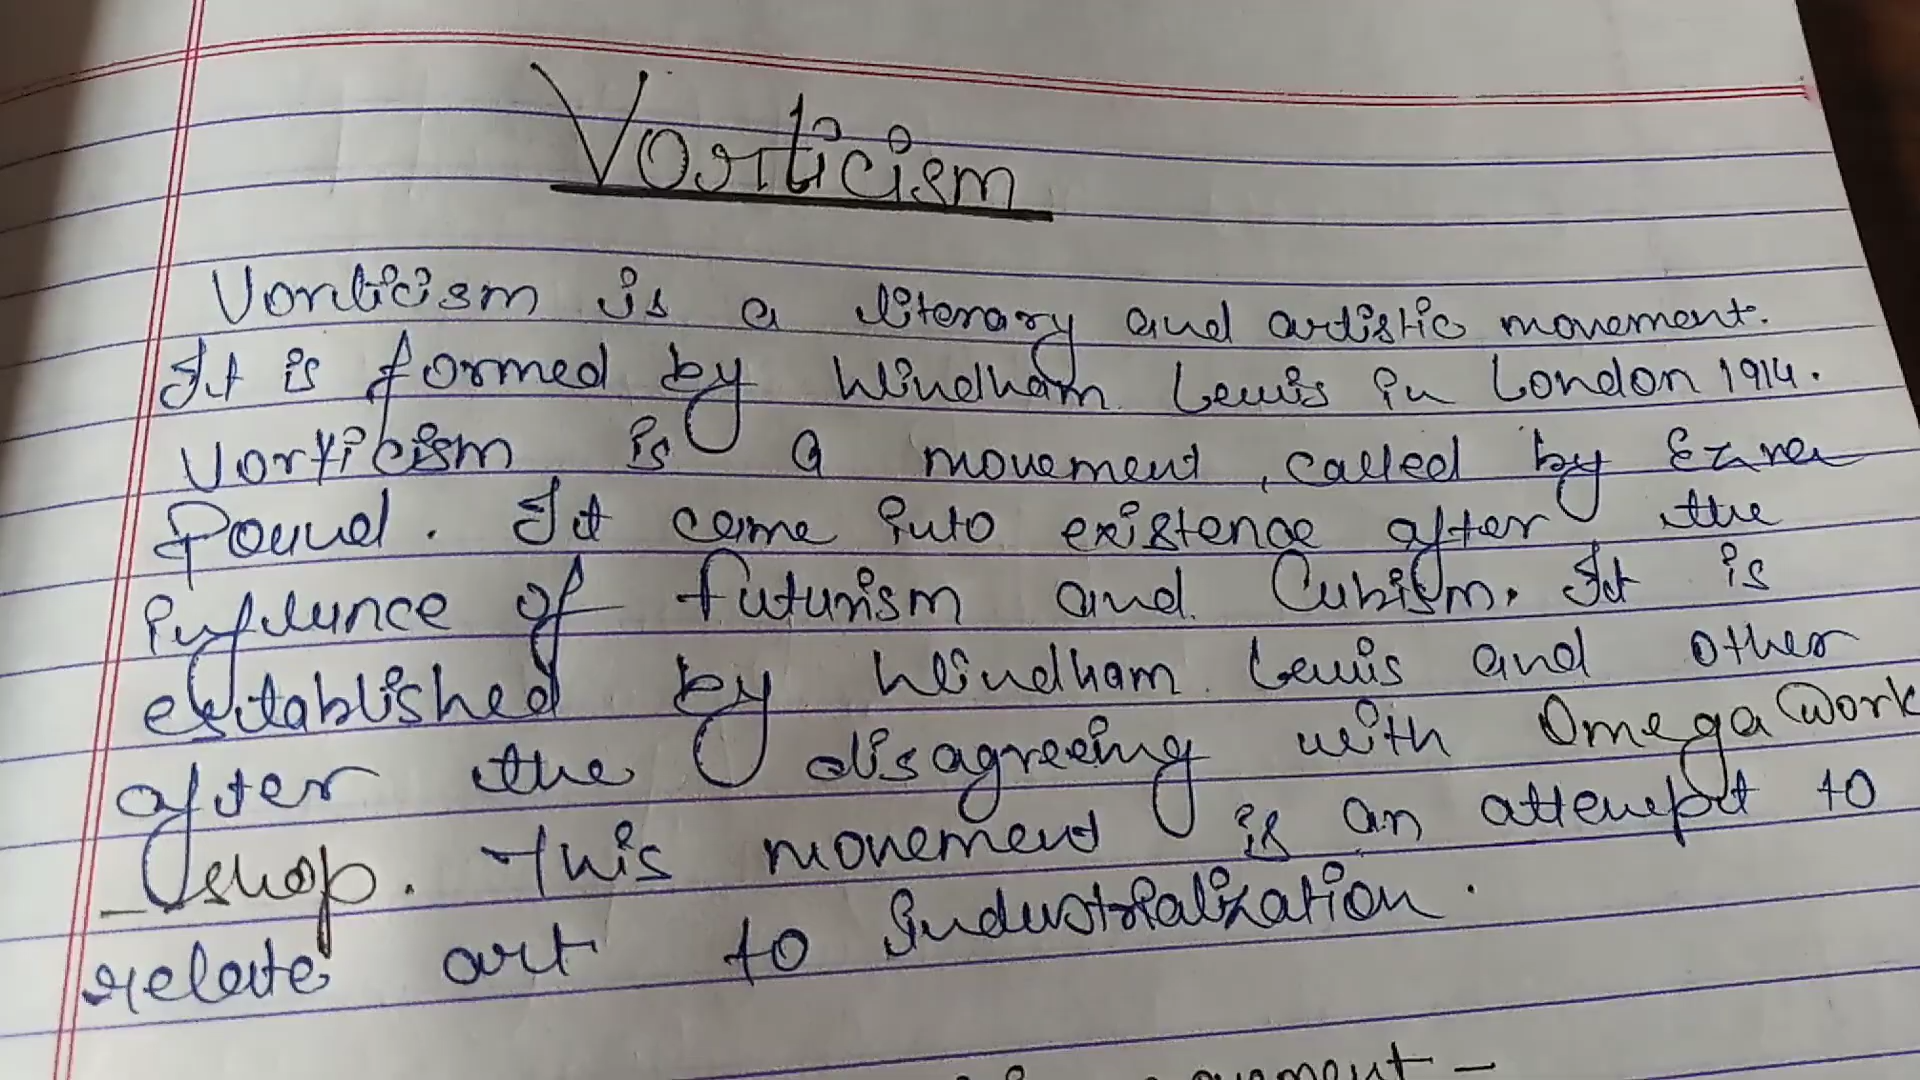 Vorticism
Vorticism is a literary and artistic movement.
It is formed by Windham Lewis in London 1914.
Vorticism is a movement, called by Ezra
Pound. It came into existence after the
influnce of futurism and Cubism. It is
established by Windham Lewis and other
after the disagreeing with Omega Work
shop. This movement is an attempt to
relate art to Industrialization.